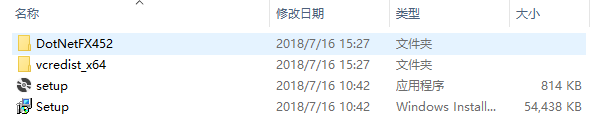 名称 修改日期 类型 大小
DotNetFX452 2018/7/16 15:27 文件夹
vcredist_x64 2018/7/16 15:27 文件夹
setup 2018/7/16 10:42 应用程序 814 KB
Setup 2018/7/16 10:42 Windows Install... 54,438 KB